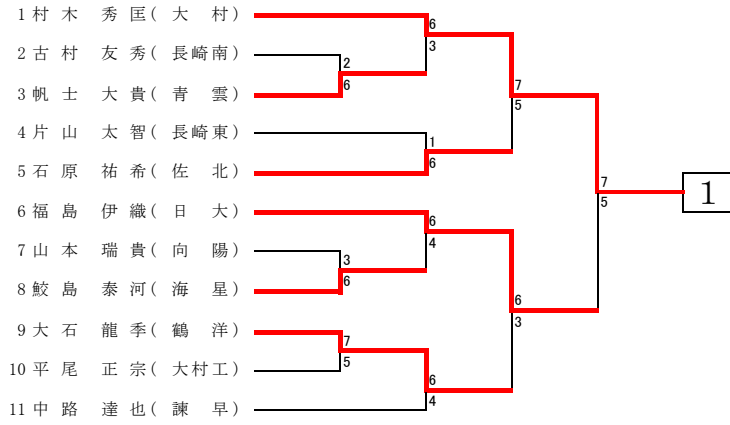 1 村木 秀匡( 大 村)
6
3
2 古村 友秀( 長崎南)
2
6
3 帆士 大貴( 青 雲)
7
5
4 片山 太智( 長崎東)
1
6
5 石原 祐希( 佐 北)
7
5
1
6 福島 伊織( 日 大)
6
4
7 山本 瑞貴( 向 陽)
3
6
8 鮫島 泰河( 海 星)
6
3
9 大石 龍季( 鶴 洋)
7
5
10 平尾 正宗( 大村工)
6
4
11 中路 達也( 諫 早)